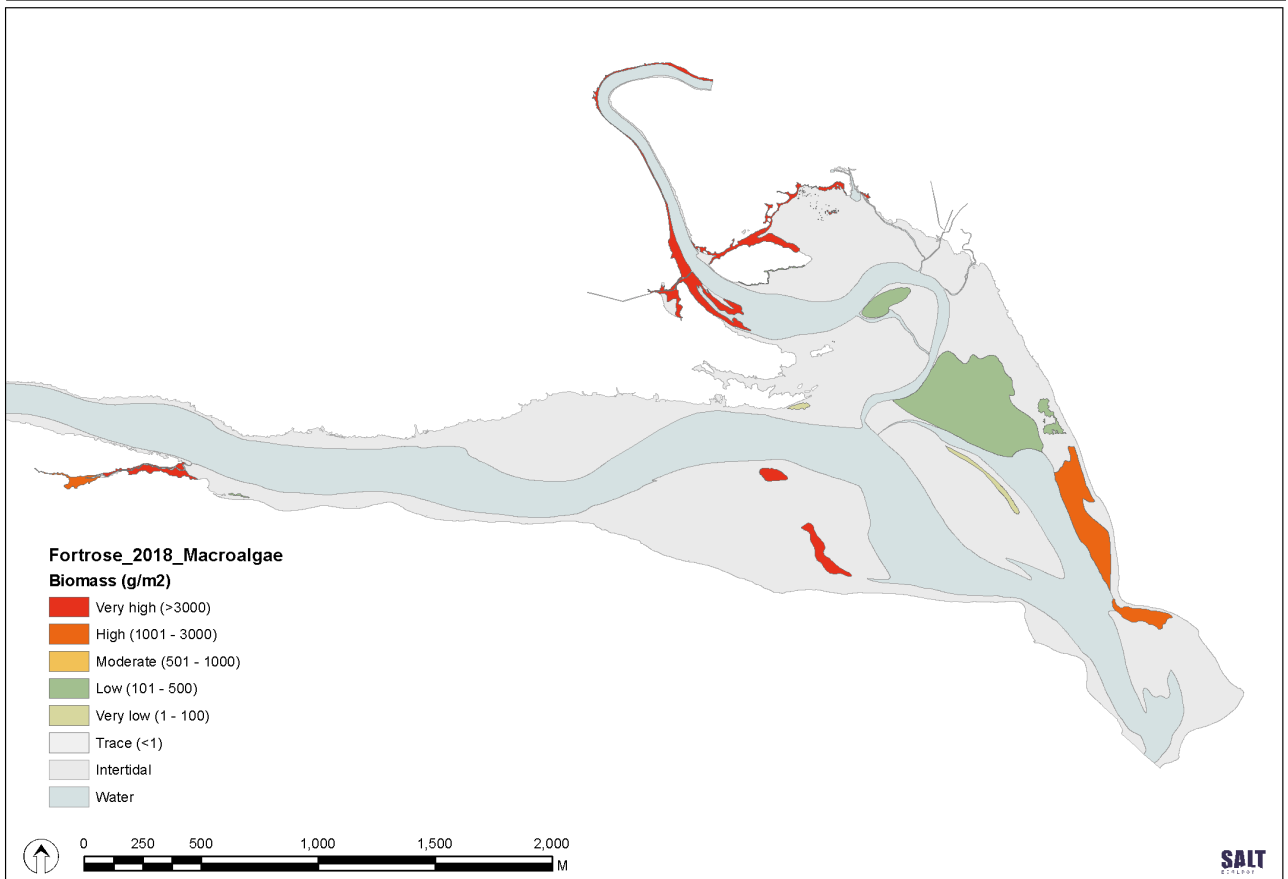 Fortrose_2018_Macroalgae
Biomass (g/m2)
Very high (>3000)
High (1001 - 3000)
Moderate (501 - 1000)
Low (101 - 500)
Very low (1 - 100)
Trace (<1)
Intertidal
Water
0 250 500 1,000 1,500 2,000
M
SALT
ECOLOGY